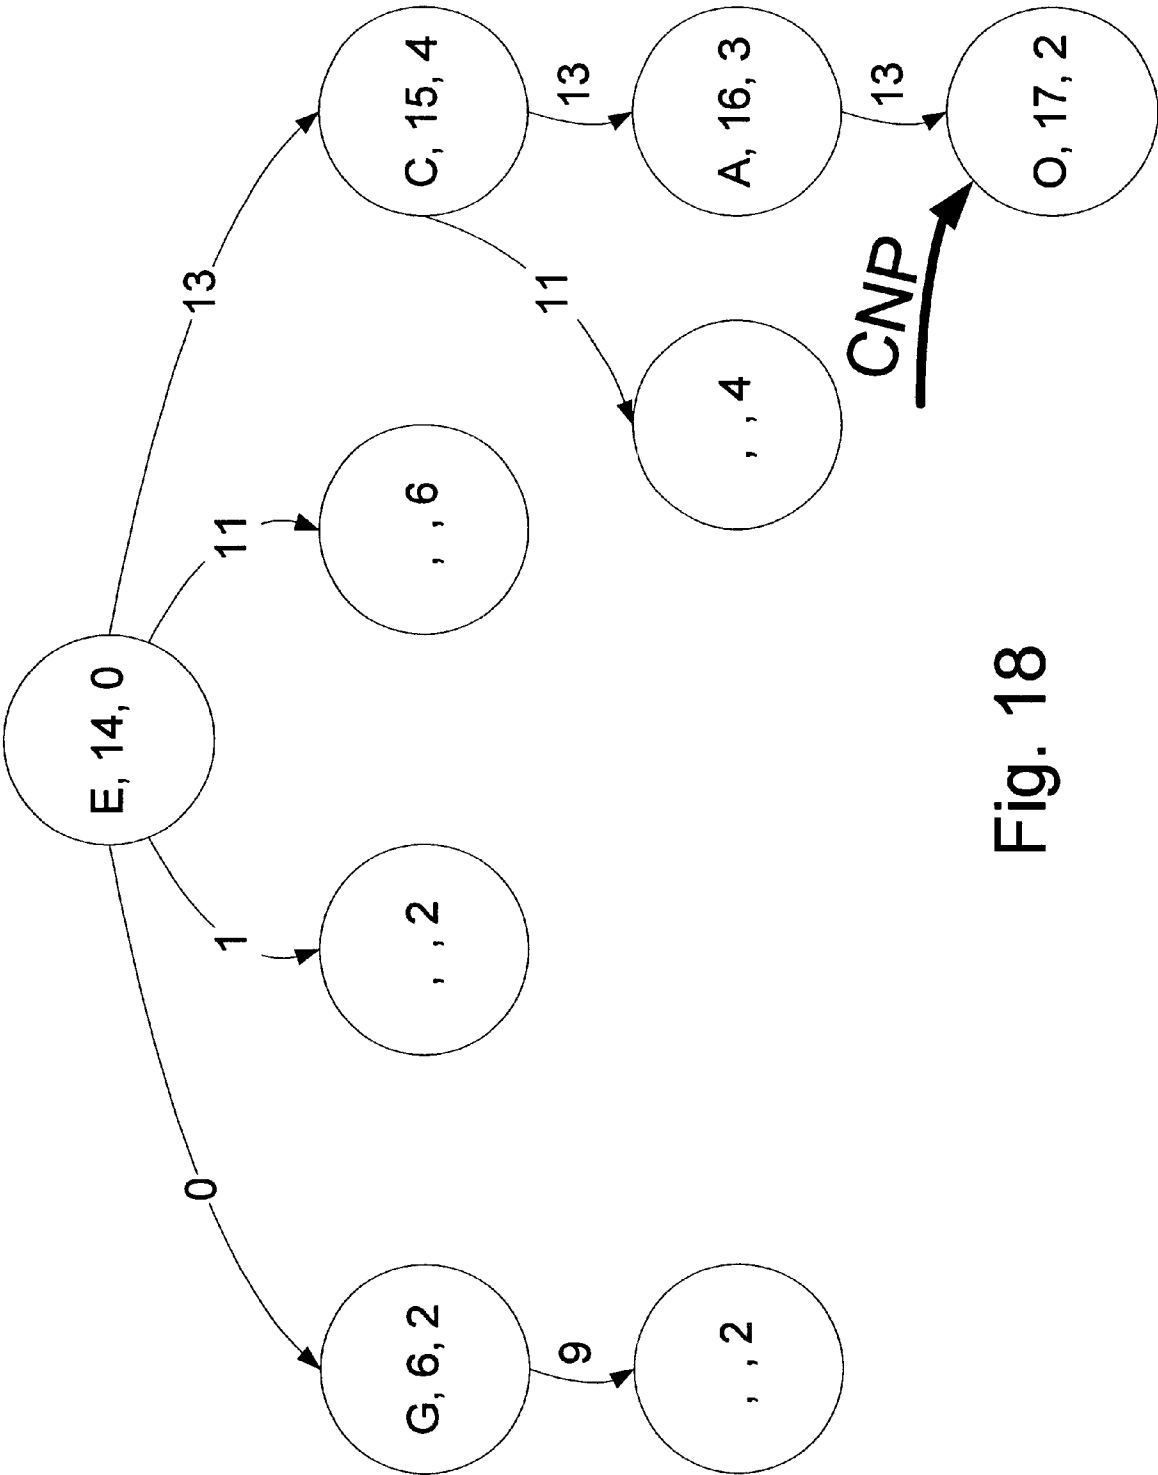 E, 14, 0
0
1
11
13
G, 6, 2
, , 2
, , 6
C, 15, 4
9
11
13
, , 2
, , 4
A, 16, 3
13
CNP
Fig. 18
O, 17, 2